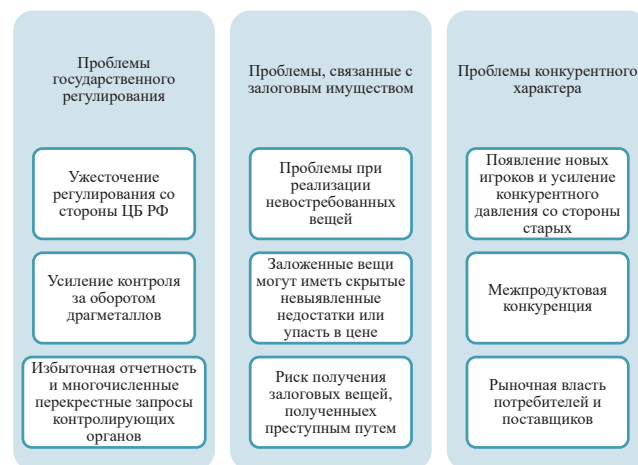 Проблемы
государственного
регулирования
Ужесточение
регулирования со
стороны ЦБ РФ
Усиление контроля
за оборотом
драгметаллов
Избыточная отчетность
и многочисленные
перекрестные запросы
контролирующих
органов
Проблемы, связанные с
залоговым имуществом
Проблемы при
реализации
невостребованных
вещей
Заложенные вещи
могут иметь скрытые
невыявленные
недостатки или
упасть в цене
Риск получения
залоговых вещей,
полученныех
преступным путем
Проблемы конкурентного
характера
Появление новых
игроков и усиление
конкурентного
давления со стороны
старых
Межпродуктовая
конкуренция
Рыночная власть
потребителей и
поставщиков